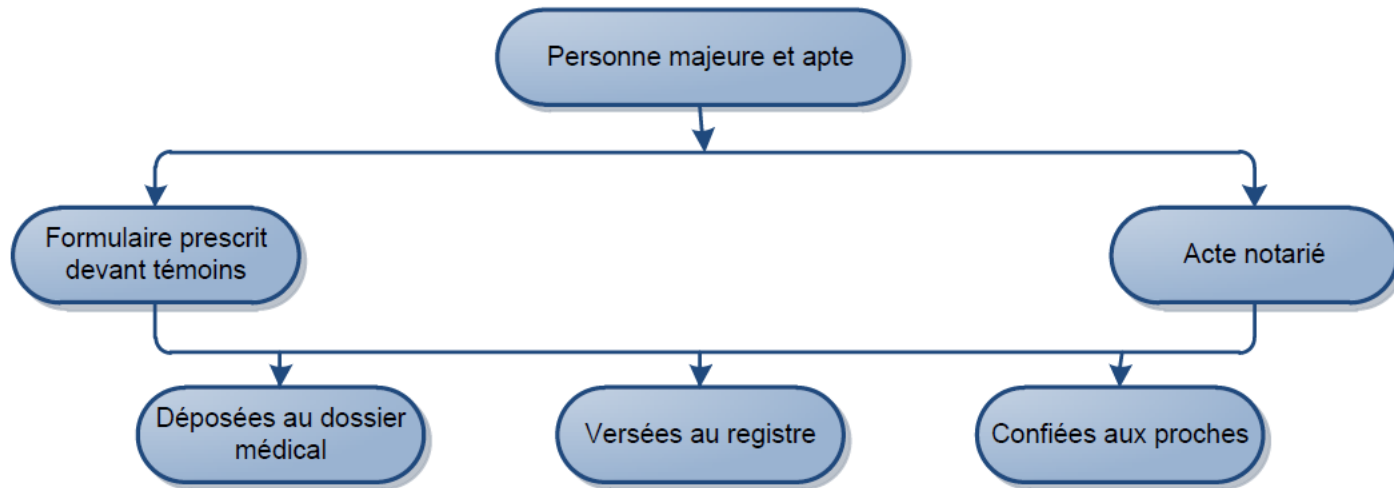 Personne majeure et apte
Formulaire prescrit
devant témoins
Acte notarié
Déposées au dossier
médical
Versées au registre
Confiées aux proches